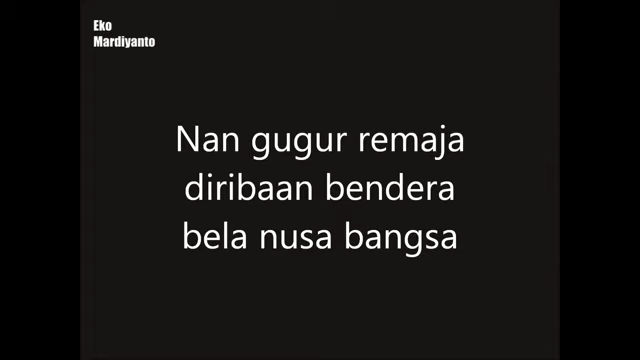 Eko
Mardiyanto
Nan gugur remaja
diribaan bendera
bela nusa bangsa